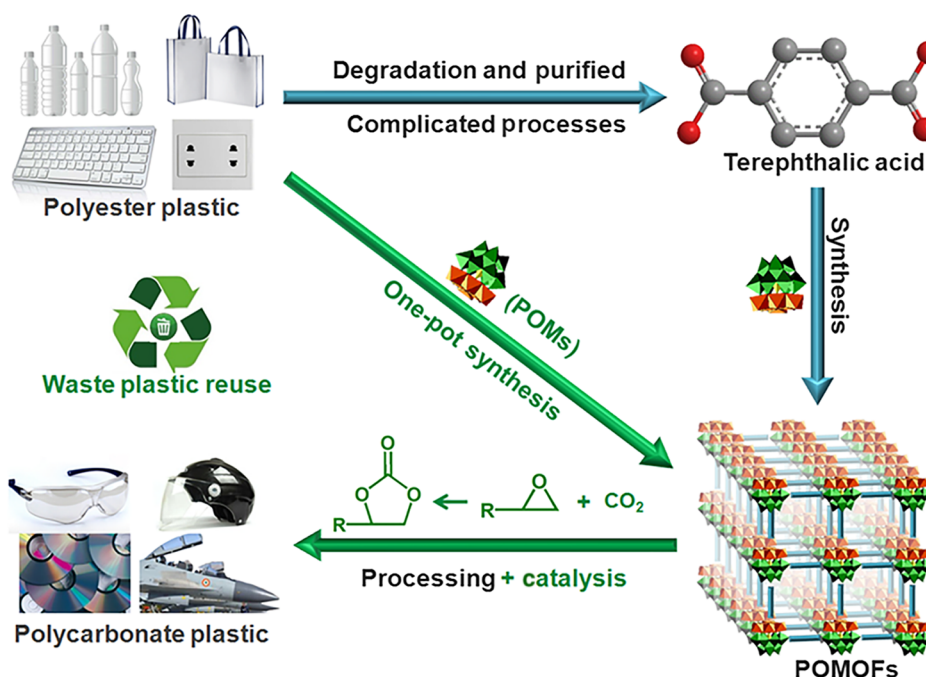 Degradation and purified
Complicated processes
Polyester plastic
Terephthalic acid
Synthesis
(POMs)
One-pot synthesis
Waste plastic reuse
O
O
O
R
R
O
+ CO₂
Processing + catalysis
Polycarbonate plastic
POMOFs